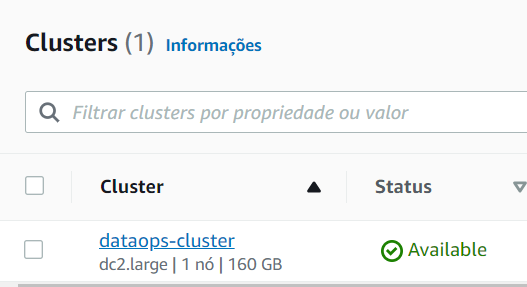 Clusters (1) Informações
Filtrar clusters por propriedade ou valor
Cluster Status
dataops-cluster Available
dc2.large | 1 nó | 160 GB